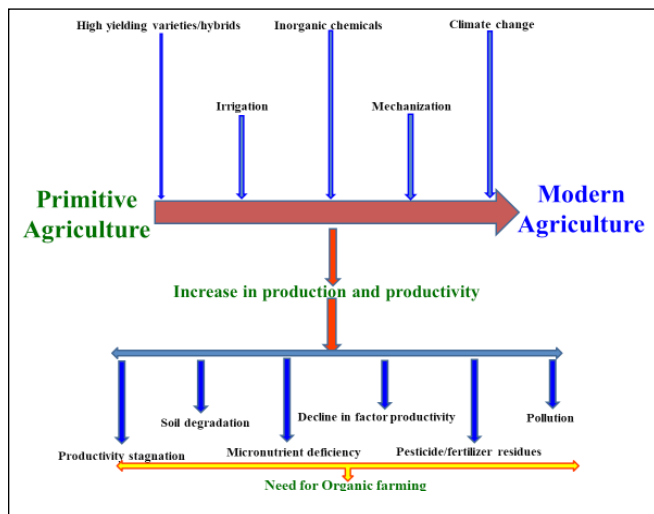 High yielding varieties/hybrids
Inorganic chemicals
Climate change
Irrigation
Mechanization
Primitive
Agriculture
Modern
Agriculture
Increase in production and productivity
Soil degradation
Decline in factor productivity
Pollution
Productivity stagnation
Micronutrient deficiency
Pesticide/fertilizer residues
Need for Organic farming